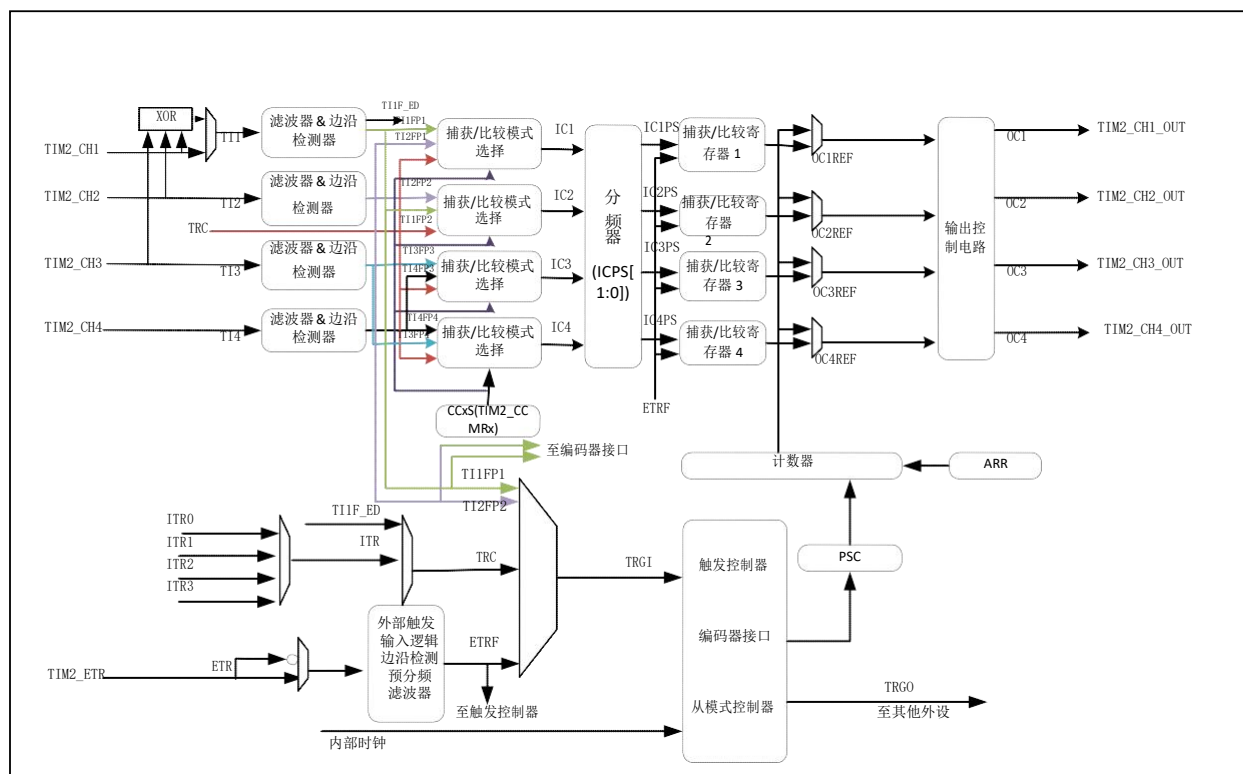 XOR
TI1
滤波器 & 边沿
检测器
TI1F_ED
TI1FP1
TI2FP1
捕获/比较模式
选择
IC1
IC1PS
捕获/比较寄
存器 1
OC1REF
OC1
TIM2_CH1_OUT
TIM2_CH1
TIM2_CH2
TI2
滤波器 & 边沿
检测器
TI2FP2
TI1FP2
捕获/比较模式
选择
IC2
IC2PS
捕获/比较寄
存器
2
OC2REF
OC2
TIM2_CH2_OUT
TRC
分
频
器
(ICPS[
1:0])
输出控
制电路
TIM2_CH3
TI3
滤波器 & 边沿
检测器
TI3FP3
TI4FP3
捕获/比较模式
选择
IC3
IC3PS
捕获/比较寄
存器 3
OC3REF
OC3
TIM2_CH3_OUT
TIM2_CH4
TI4
滤波器 & 边沿
检测器
TI4FP4
TI3FP4
捕获/比较模式
选择
IC4
IC4PS
捕获/比较寄
存器 4
OC4REF
OC4
TIM2_CH4_OUT
CCxS(TIM2_CC
MRx)
ETRF
至编码器接口
计数器
ARR
TI1FP1
TI2FP2
ITR0
ITR1
ITR2
ITR3
TI1F_ED
ITR
TRC
TRGI
触发控制器
PSC
外部触发
输入逻辑
边沿检测
预分频
滤波器
ETRF
编码器接口
TIM2_ETR
ETR
至触发控制器
从模式控制器
TRGO
至其他外设
内部时钟